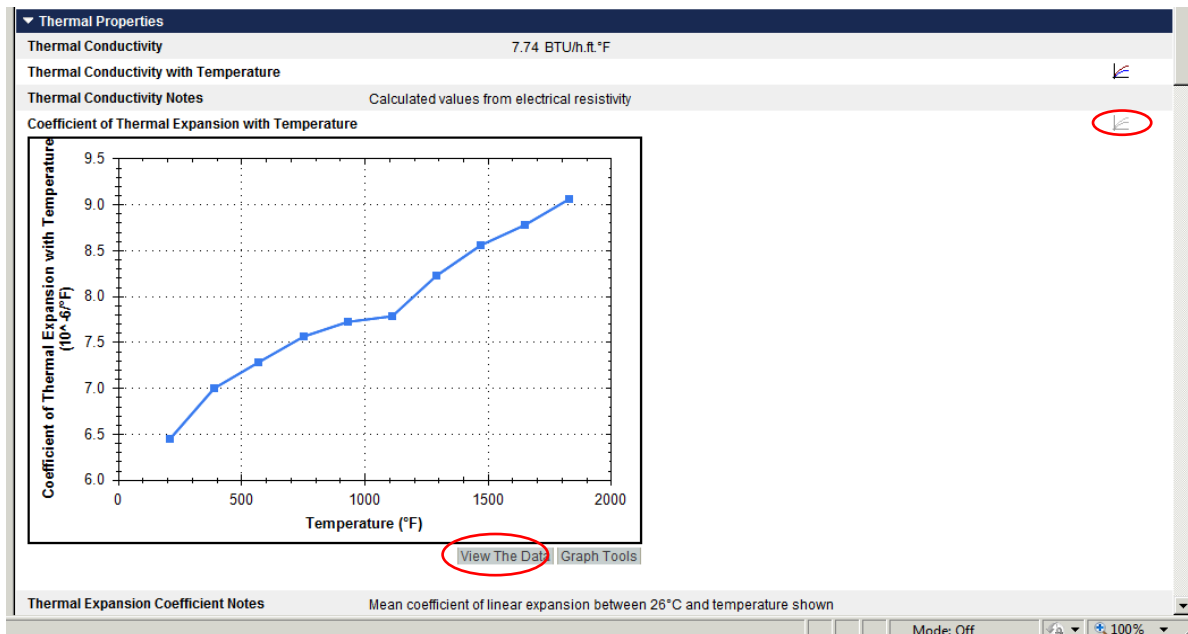 Thermal Properties
Thermal Conductivity 7.74 BTU/h.ft.°F
Thermal Conductivity with Temperature
Thermal Conductivity Notes Calculated values from electrical resistivity
Coefficient of Thermal Expansion with Temperature
Coefficient of Thermal Expansion with Temperature
(10^-6/°F)
9.5
9.0
8.5
8.0
7.5
7.0
6.5
6.0
0 500 1000 1500 2000
Temperature (°F)
View The Data Graph Tools
Thermal Expansion Coefficient Notes Mean coefficient of linear expansion between 26°C and temperature shown
Mode: Off 100%